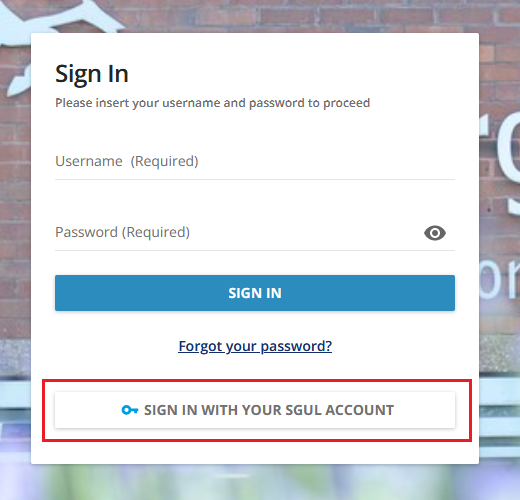 Sign In
Please insert your username and password to proceed
Username (Required)
Password (Required)
SIGN IN
Forgot your password?
SIGN IN WITH YOUR SGUL ACCOUNT